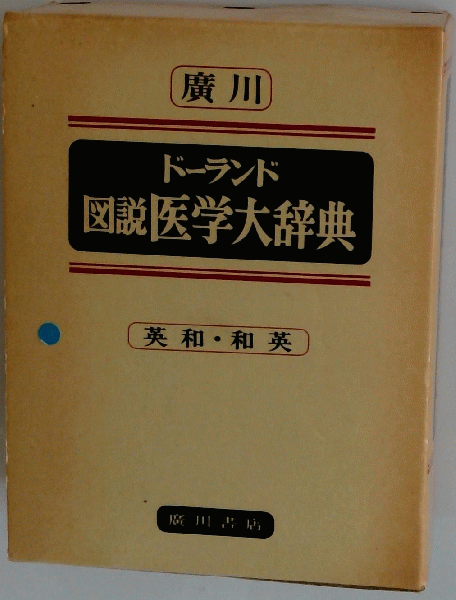 廣川
ドーランド
図説医学大辞典
英和・和英
廣川書店